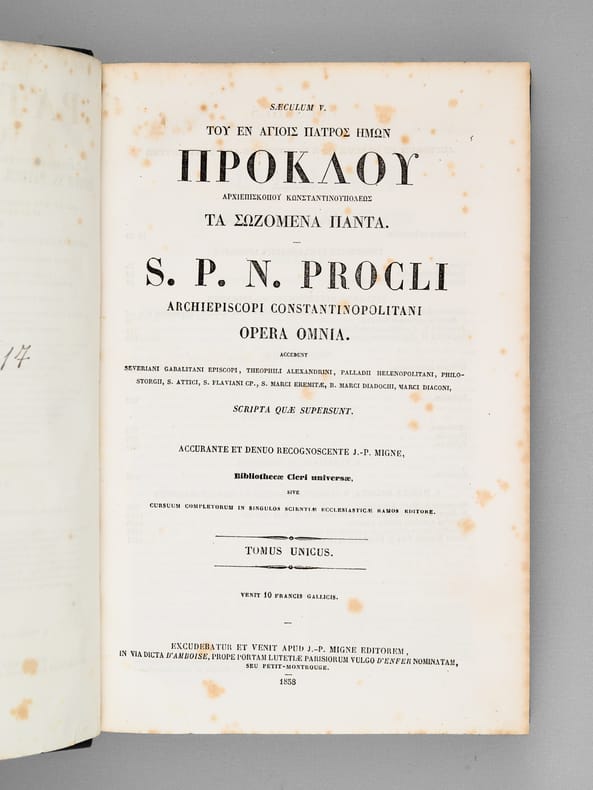 SÆCULUM V.
ΤΟΥ ΕΝ ΑΓΙΟΙΣ ΠΑΤΡΟΣ ΗΜΩΝ
ΠΡΟΚΛΟΥ
ΑΡΧΙΕΠΙΣΚΟΠΟΥ ΚΩΝΣΤΑΝΤΙΝΟΥΠΟΛΕΩΣ
ΤΑ ΣΩΖΟΜΕΝΑ ΠΑΝΤΑ.
S. P. N. PROCLI
ARCHIEPISCOPI CONSTANTINOPOLITANI
OPERA OMNIA.
ACCEDUNT
SEVERIANI GABALITANI EPISCOPI, THEOPHILI ALEXANDRINI, PALLADII HELENOPOLITANI, PHILO-
STORGII, S. ATTICI, S. FLAVIANI CP., S. MARCI EREMITÆ, B. MARCI DIADOCHI, MARCI DIACONI,
SCRIPTA QUÆ SUPERSUNT.
ACCURANTE ET DENUO RECOGNOSCENTE J.-P. MIGNE,
Bibliothecæ Cleri universæ,
SIVE
CURSUUM COMPLETORUM IN SINGULOS SCIENTIÆ ECCLESIASTICÆ RAMOS EDITORE.
TOMUS UNICUS.
VENIT 10 FRANCIS GALLICIS.
EXCUDEBATUR ET VENIT APUD J.-P. MIGNE EDITOREM,
IN VIA DICTA D'AMBOISE, PROPE PORTAM LUTETIÆ PARISIORUM VULGO D'ENFER NOMINATAM,
SEU PETIT-MONTROUGE.
1858